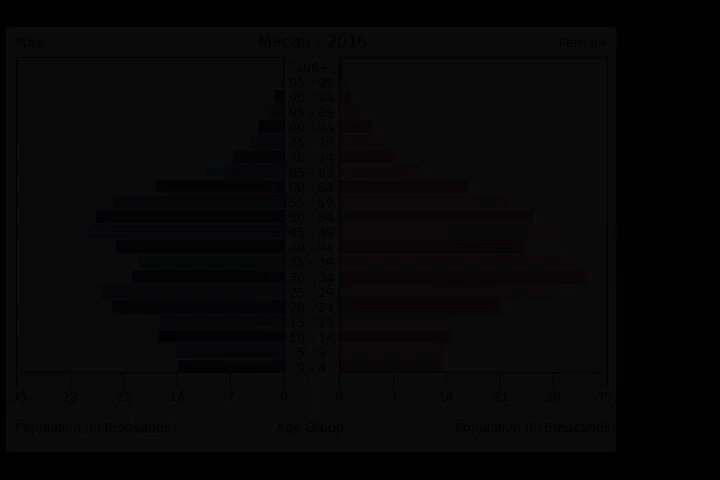 Male Macau - 2016 Female
100+
95 - 99
90 - 94
85 - 89
80 - 84
75 - 79
70 - 74
65 - 69
60 - 64
55 - 59
50 - 54
45 - 49
40 - 44
35 - 39
30 - 34
25 - 29
20 - 24
15 - 19
10 - 14
5 - 9
0 - 4
35 28 21 14 7 0 0 7 14 21 28 35
Population (in thousands) Age Group Population (in thousands)